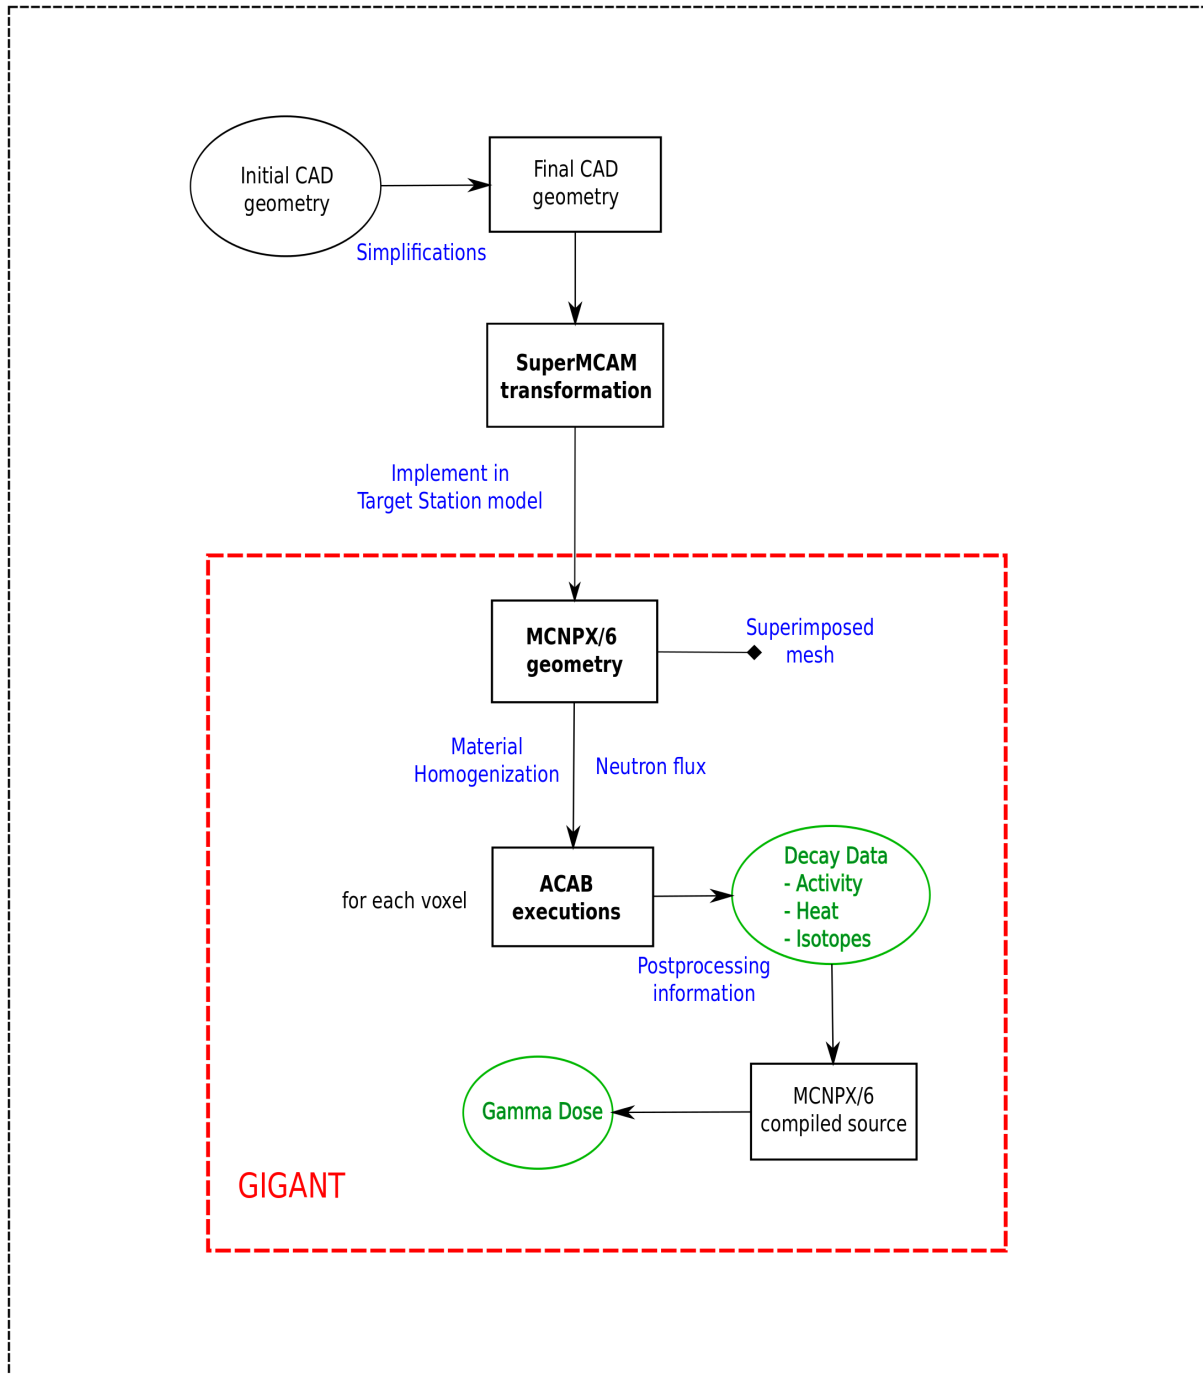 Initial CAD
geometry
Final CAD
geometry
Simplifications
SuperMCAM
transformation
Implement in
Target Station model
MCNPX/6
geometry
Superimposed
mesh
Material
Homogenization
Neutron flux
for each voxel
ACAB
executions
Decay Data
- Activity
- Heat
- Isotopes
Postprocessing
information
MCNPX/6
compiled source
Gamma Dose
GIGANT